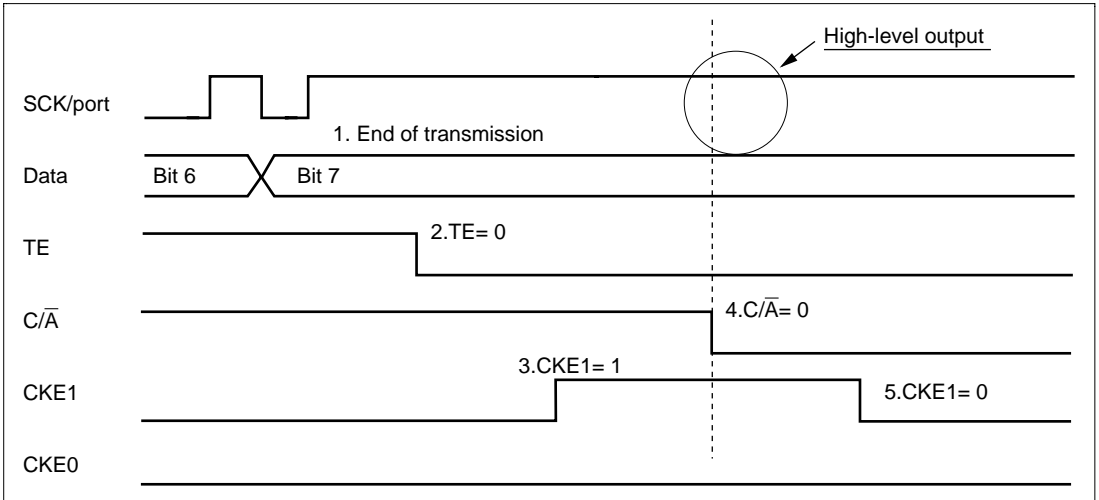 High-level output
SCK/port
1. End of transmission
Data
Bit 6
Bit 7
TE
2.TE= 0
C/A̅
4.C/A̅= 0
3.CKE1= 1
CKE1
5.CKE1= 0
CKE0